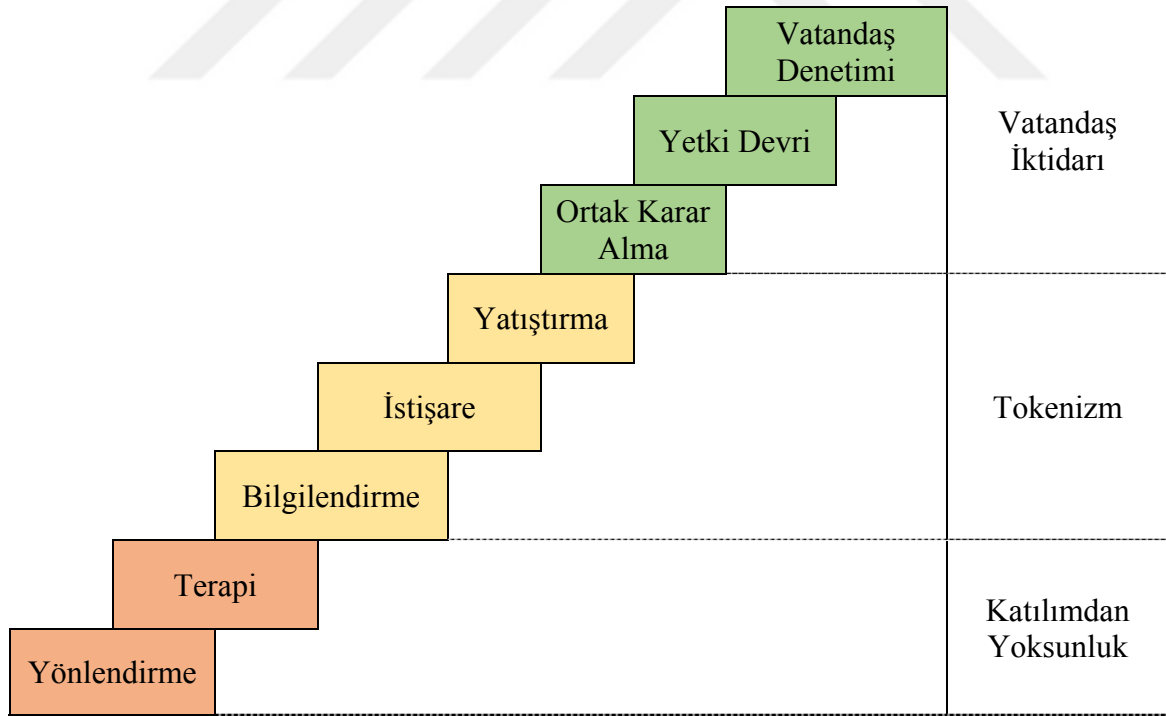 Vatandaş
Denetimi
Yetki Devri
Vatandaş
İktidarı
Ortak Karar
Alma
Yatıştırma
İstişare
Tokenizm
Bilgilendirme
Terapi
Katılımdan
Yoksunluk
Yönlendirme